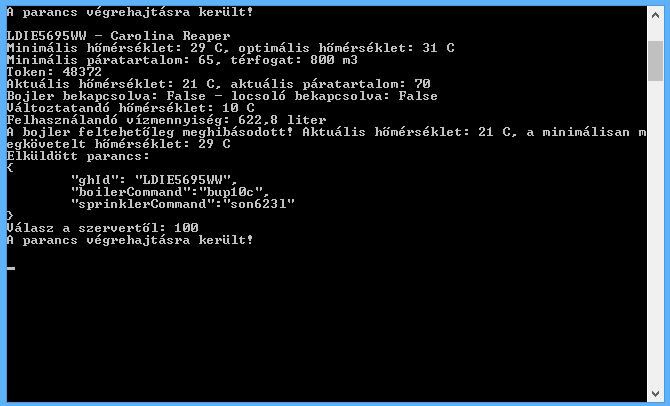 A parancs végrehajtásra került!
LDIE5695WW - Carolina Reaper
Minimális hőmérséklet: 29 C, optimális hőmérséklet: 31 C
Minimális páratartalom: 65, térfogat: 800 m3
Token: 48372
Aktuális hőmérséklet: 21 C, aktuális páratartalom: 70
Bojler bekapcsolva: False - locsoló bekapcsolva: False
Változtatandó hőmérséklet: 10 C
Felhasználandó vízmennyiség: 622,8 liter
A bojler feltehetőleg meghibásodott! Aktuális hőmérséklet: 21 C, a minimálisan m
egkövetelt hőmérséklet: 29 C
Elküldött parancs:
{
"ghId": "LDIE5695WW",
"boilerCommand":"bup10c",
"sprinklerCommand":"son623l"
}
Válasz a szervertől: 100
A parancs végrehajtásra került!